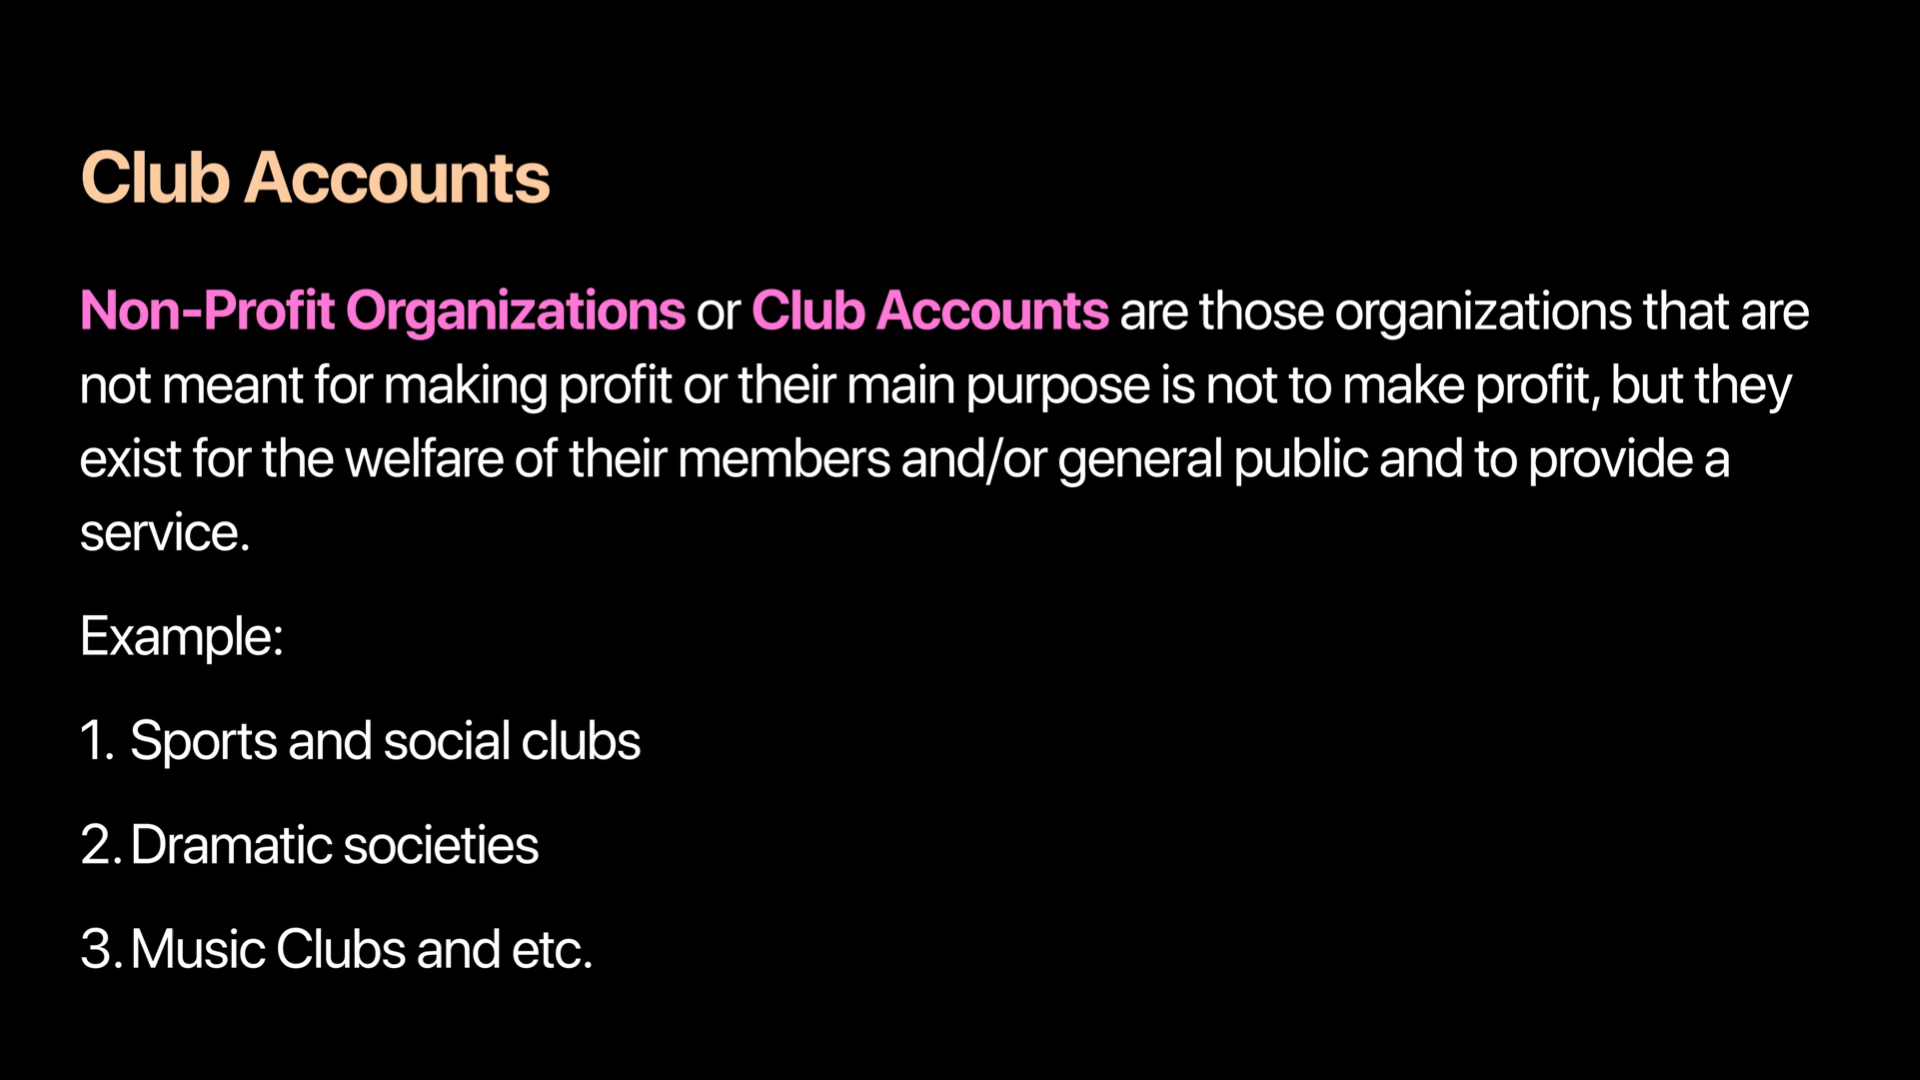 Club Accounts
Non-Profit Organizations or Club Accounts are those organizations that are
not meant for making profit or their main purpose is not to make profit, but they
exist for the welfare of their members and/or general public and to provide a
service.
Example:
1. Sports and social clubs
2. Dramatic societies
3. Music Clubs and etc.